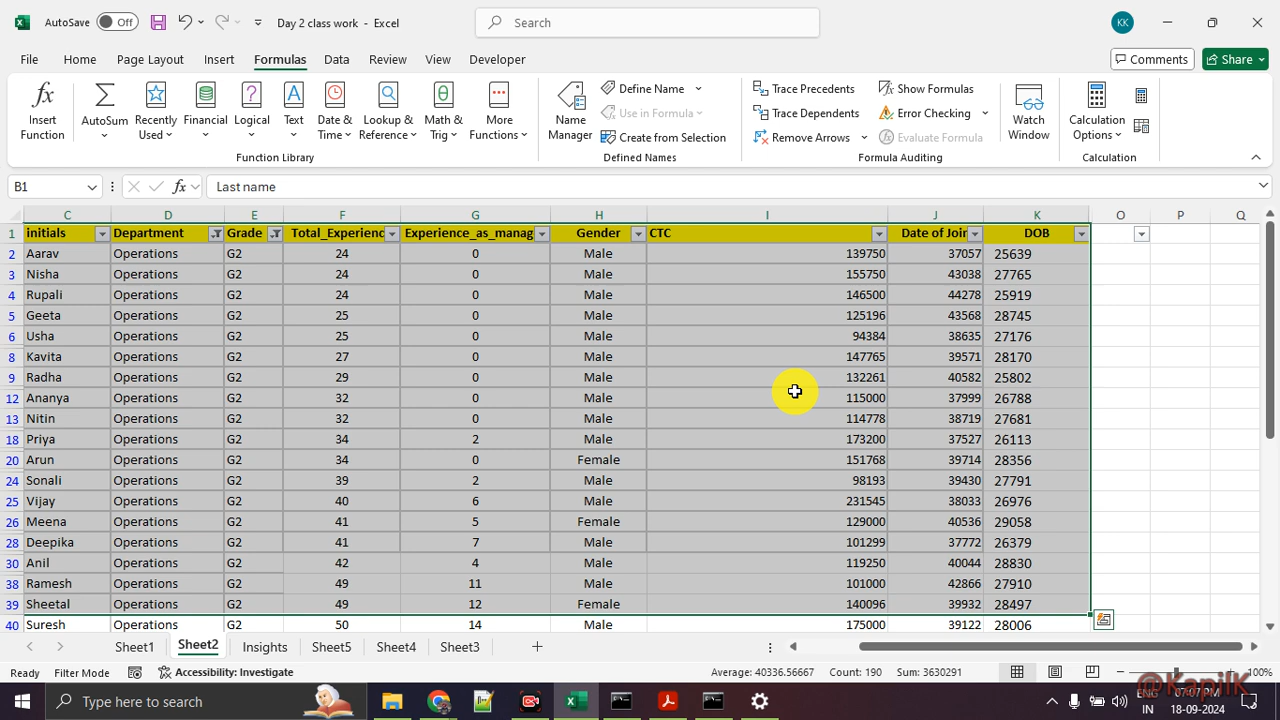 AutoSave Off Day 2 class work - Excel Search KK
File Home Page Layout Insert Formulas Data Review View Developer Comments Share
Insert Function AutoSum Recently Used Financial Logical Text Date & Time Lookup & Reference Math & Trig More Functions Name Manager Define Name Use in Formula Create from Selection Trace Precedents Trace Dependents Remove Arrows Show Formulas Error Checking Evaluate Formula Watch Window Calculation Options
Function Library Defined Names Formula Auditing Calculation
B1 fx Last name
C D E F G H I J K O P Q
1 initials Department Grade Total_Experienc Experience_as_manag Gender CTC Date of Join DOB
2 Aarav Operations G2 24 0 Male 139750 37057 25639
3 Nisha Operations G2 24 0 Male 155750 43038 27765
4 Rupali Operations G2 24 0 Male 146500 44278 25919
5 Geeta Operations G2 25 0 Male 125196 43568 28745
6 Usha Operations G2 25 0 Male 94384 38635 27176
8 Kavita Operations G2 27 0 Male 147765 39571 28170
9 Radha Operations G2 29 0 Male 132261 40582 25802
12 Ananya Operations G2 32 0 Male 115000 37999 26788
13 Nitin Operations G2 32 0 Male 114778 38719 27681
18 Priya Operations G2 34 2 Male 173200 37527 26113
20 Arun Operations G2 34 0 Female 151768 39714 28356
24 Sonali Operations G2 39 2 Male 98193 39430 27791
25 Vijay Operations G2 40 6 Male 231545 38033 26976
26 Meena Operations G2 41 5 Female 129000 40536 29058
28 Deepika Operations G2 41 7 Male 101299 37772 26379
30 Anil Operations G2 42 4 Male 119250 40044 28830
38 Ramesh Operations G2 49 11 Male 101000 42866 27910
39 Sheetal Operations G2 49 12 Female 140096 39932 28497
40 Suresh Operations G2 50 14 Male 175000 39122 28006
Sheet1 Sheet2 Insights Sheet5 Sheet4 Sheet3
Ready Filter Mode Accessibility: Investigate Average: 40336.56667 Count: 190 Sum: 3630291 100%
@KanilK
Type here to search ENG IN 07:07 PM 18-09-2024